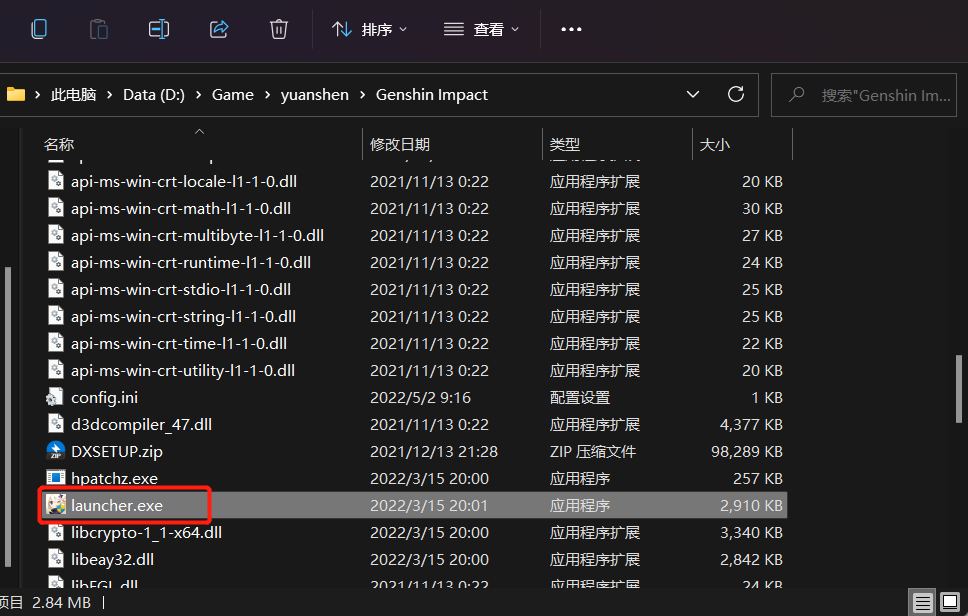 排序 查看
此电脑 Data (D:) Game yuanshen Genshin Impact 搜索"Genshin Im...
名称 修改日期 类型 大小
api-ms-win-crt-locale-l1-1-0.dll 2021/11/13 0:22 应用程序扩展 20 KB
api-ms-win-crt-math-l1-1-0.dll 2021/11/13 0:22 应用程序扩展 30 KB
api-ms-win-crt-multibyte-l1-1-0.dll 2021/11/13 0:22 应用程序扩展 27 KB
api-ms-win-crt-runtime-l1-1-0.dll 2021/11/13 0:22 应用程序扩展 24 KB
api-ms-win-crt-stdio-l1-1-0.dll 2021/11/13 0:22 应用程序扩展 25 KB
api-ms-win-crt-string-l1-1-0.dll 2021/11/13 0:22 应用程序扩展 25 KB
api-ms-win-crt-time-l1-1-0.dll 2021/11/13 0:22 应用程序扩展 22 KB
api-ms-win-crt-utility-l1-1-0.dll 2021/11/13 0:22 应用程序扩展 20 KB
config.ini 2022/5/2 9:16 配置设置 1 KB
d3dcompiler_47.dll 2021/11/13 0:22 应用程序扩展 4,377 KB
DXSETUP.zip 2021/12/13 21:28 ZIP 压缩文件 98,289 KB
hpatchz.exe 2022/3/15 20:00 应用程序 257 KB
launcher.exe 2022/3/15 20:01 应用程序 2,910 KB
libcrypto-1_1-x64.dll 2022/3/15 20:00 应用程序扩展 3,340 KB
libeay32.dll 2022/3/15 20:00 应用程序扩展 2,842 KB
libEGL.dll 2021/11/13 0:22 应用程序扩展 24 KB
项目 2.84 MB